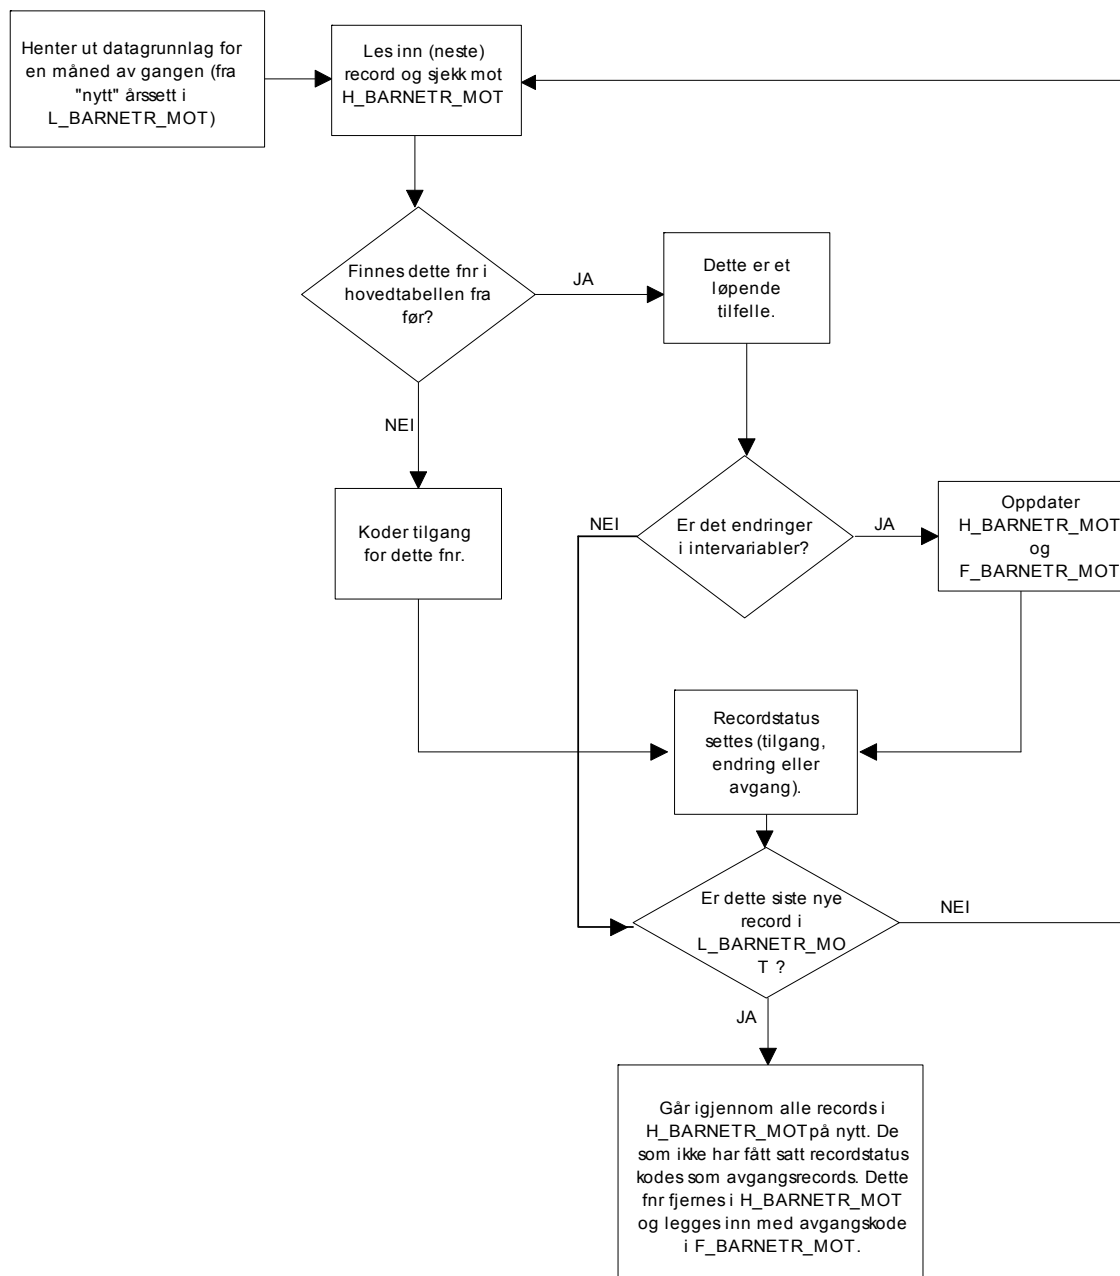 Henter ut datagrunnlag for
en måned av gangen (fra
"nytt" årssett i
L_BARNETR_MOT)
Les inn (neste)
record og sjekk mot
H_BARNETR_MOT
Finnes dette fnr i
hovedtabellen fra
før?
JA
Dette er et
løpende
tilfelle.
NEI
Koder tilgang
for dette fnr.
NEI
Er det endringer
i intervariabler?
JA
Oppdater
H_BARNETR_MOT
og
F_BARNETR_MOT
Recordstatus
settes (tilgang,
endring eller
avgang).
Er dette siste nye
record i
L_BARNETR_MO
T ?
NEI
JA
Går igjennom alle records i
H_BARNETR_MOT på nytt. De
som ikke har fått satt recordstatus
kodes som avgangsrecords. Dette
fnr fjernes i H_BARNETR_MOT
og legges inn med avgangskode
i F_BARNETR_MOT.